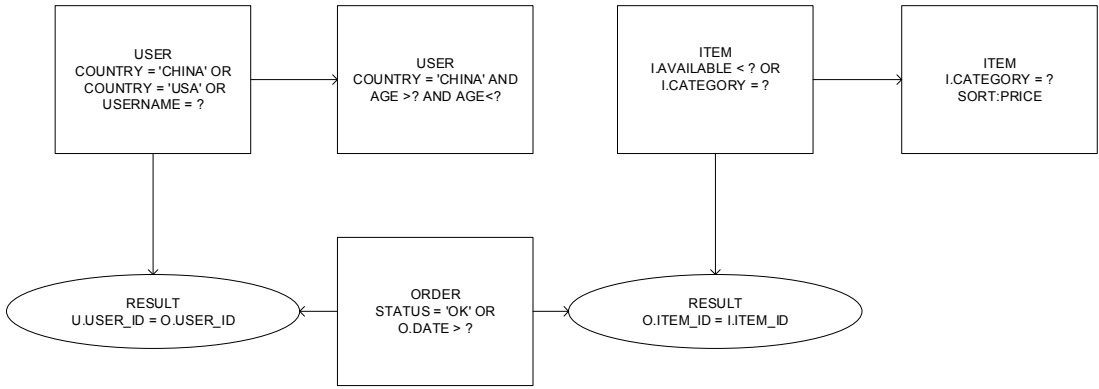 USER
COUNTRY = 'CHINA' OR
COUNTRY = 'USA' OR
USERNAME = ?
USER
COUNTRY = 'CHINA' AND
AGE >? AND AGE<?
ITEM
I.AVAILABLE < ? OR
I.CATEGORY = ?
ITEM
I.CATEGORY = ?
SORT:PRICE
RESULT
U.USER_ID = O.USER_ID
ORDER
STATUS = 'OK' OR
O.DATE > ?
RESULT
O.ITEM_ID = I.ITEM_ID